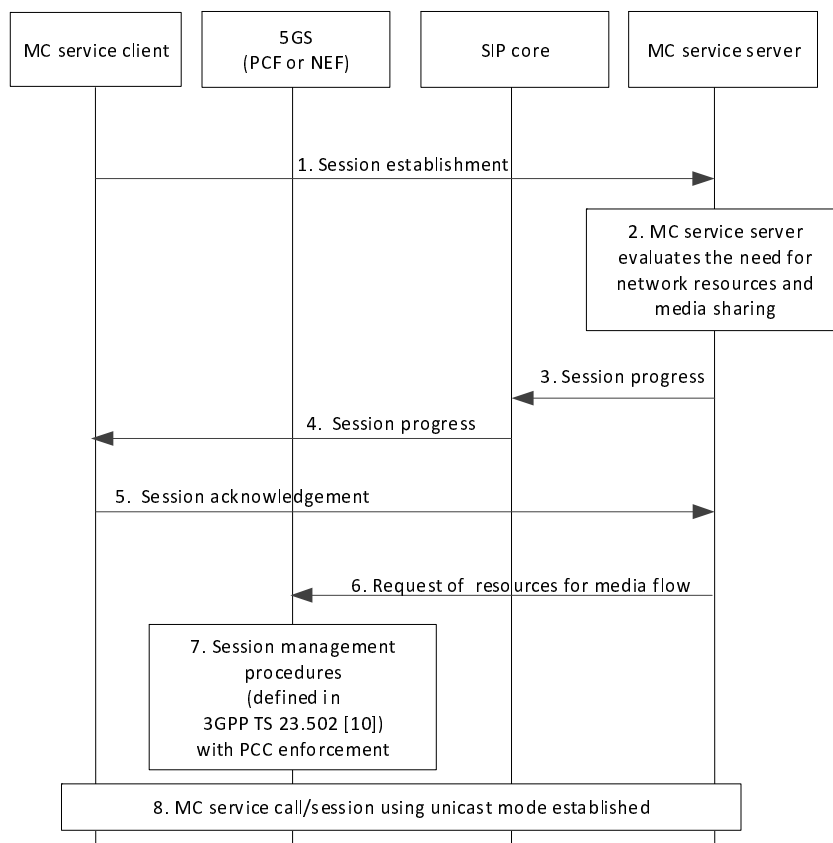 MC service client
5GS
(PCF or NEF)
SIP core
MC service server
1. Session establishment
2. MC service server
evaluates the need for
network resources and
media sharing
3. Session progress
4. Session progress
5. Session acknowledgement
6. Request of resources for media flow
7. Session management
procedures
(defined in
3GPP TS 23.502 [10])
with PCC enforcement
8. MC service call/session using unicast mode established